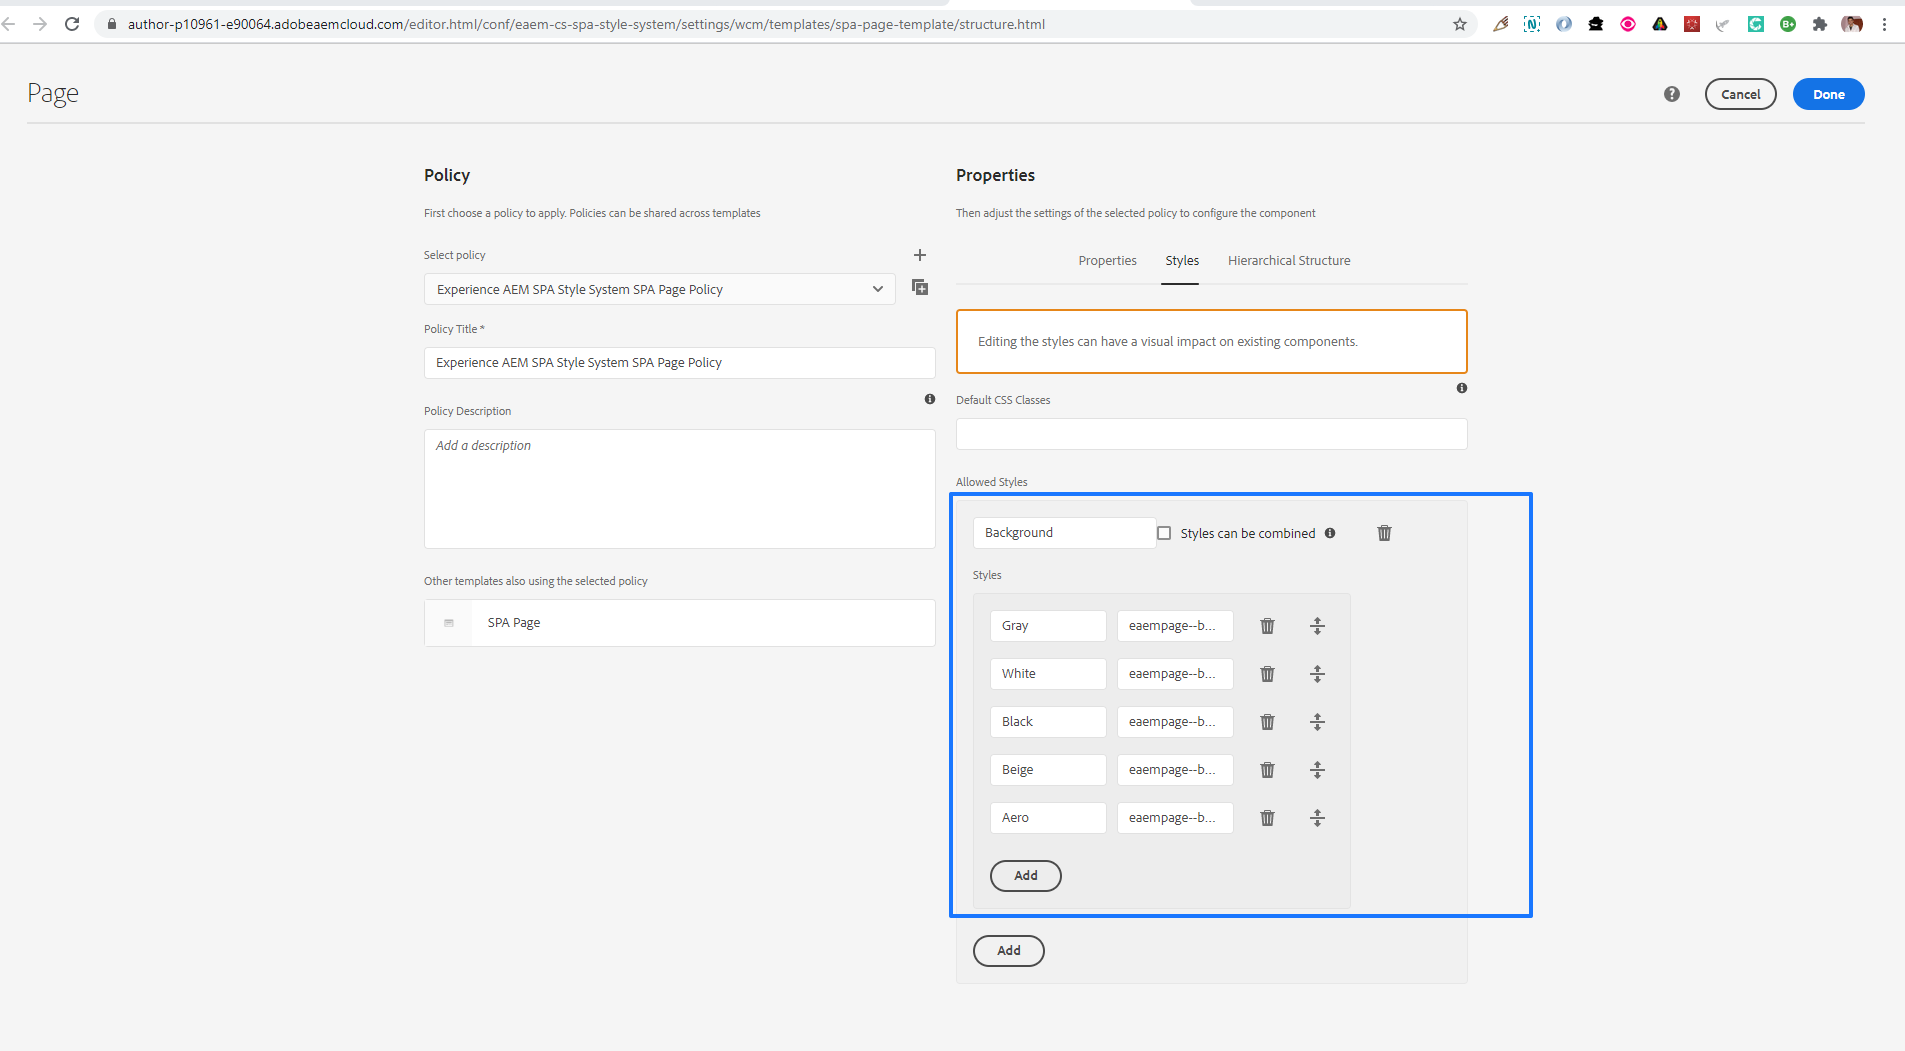 author-p10961-e90064.adobeaemcloud.com/editor.html/conf/eaem-cs-spa-style-system/settings/wcm/templates/spa-page-template/structure.html
Page
Cancel
Done
Policy
First choose a policy to apply. Policies can be shared across templates
Select policy
Experience AEM SPA Style System SPA Page Policy
Policy Title *
Experience AEM SPA Style System SPA Page Policy
Policy Description
Add a description
Other templates also using the selected policy
SPA Page
Properties
Then adjust the settings of the selected policy to configure the component
Properties Styles Hierarchical Structure
Editing the styles can have a visual impact on existing components.
Default CSS Classes
Allowed Styles
Background Styles can be combined
Styles
Gray eaempage--b...
White eaempage--b...
Black eaempage--b...
Beige eaempage--b...
Aero eaempage--b...
Add
Add